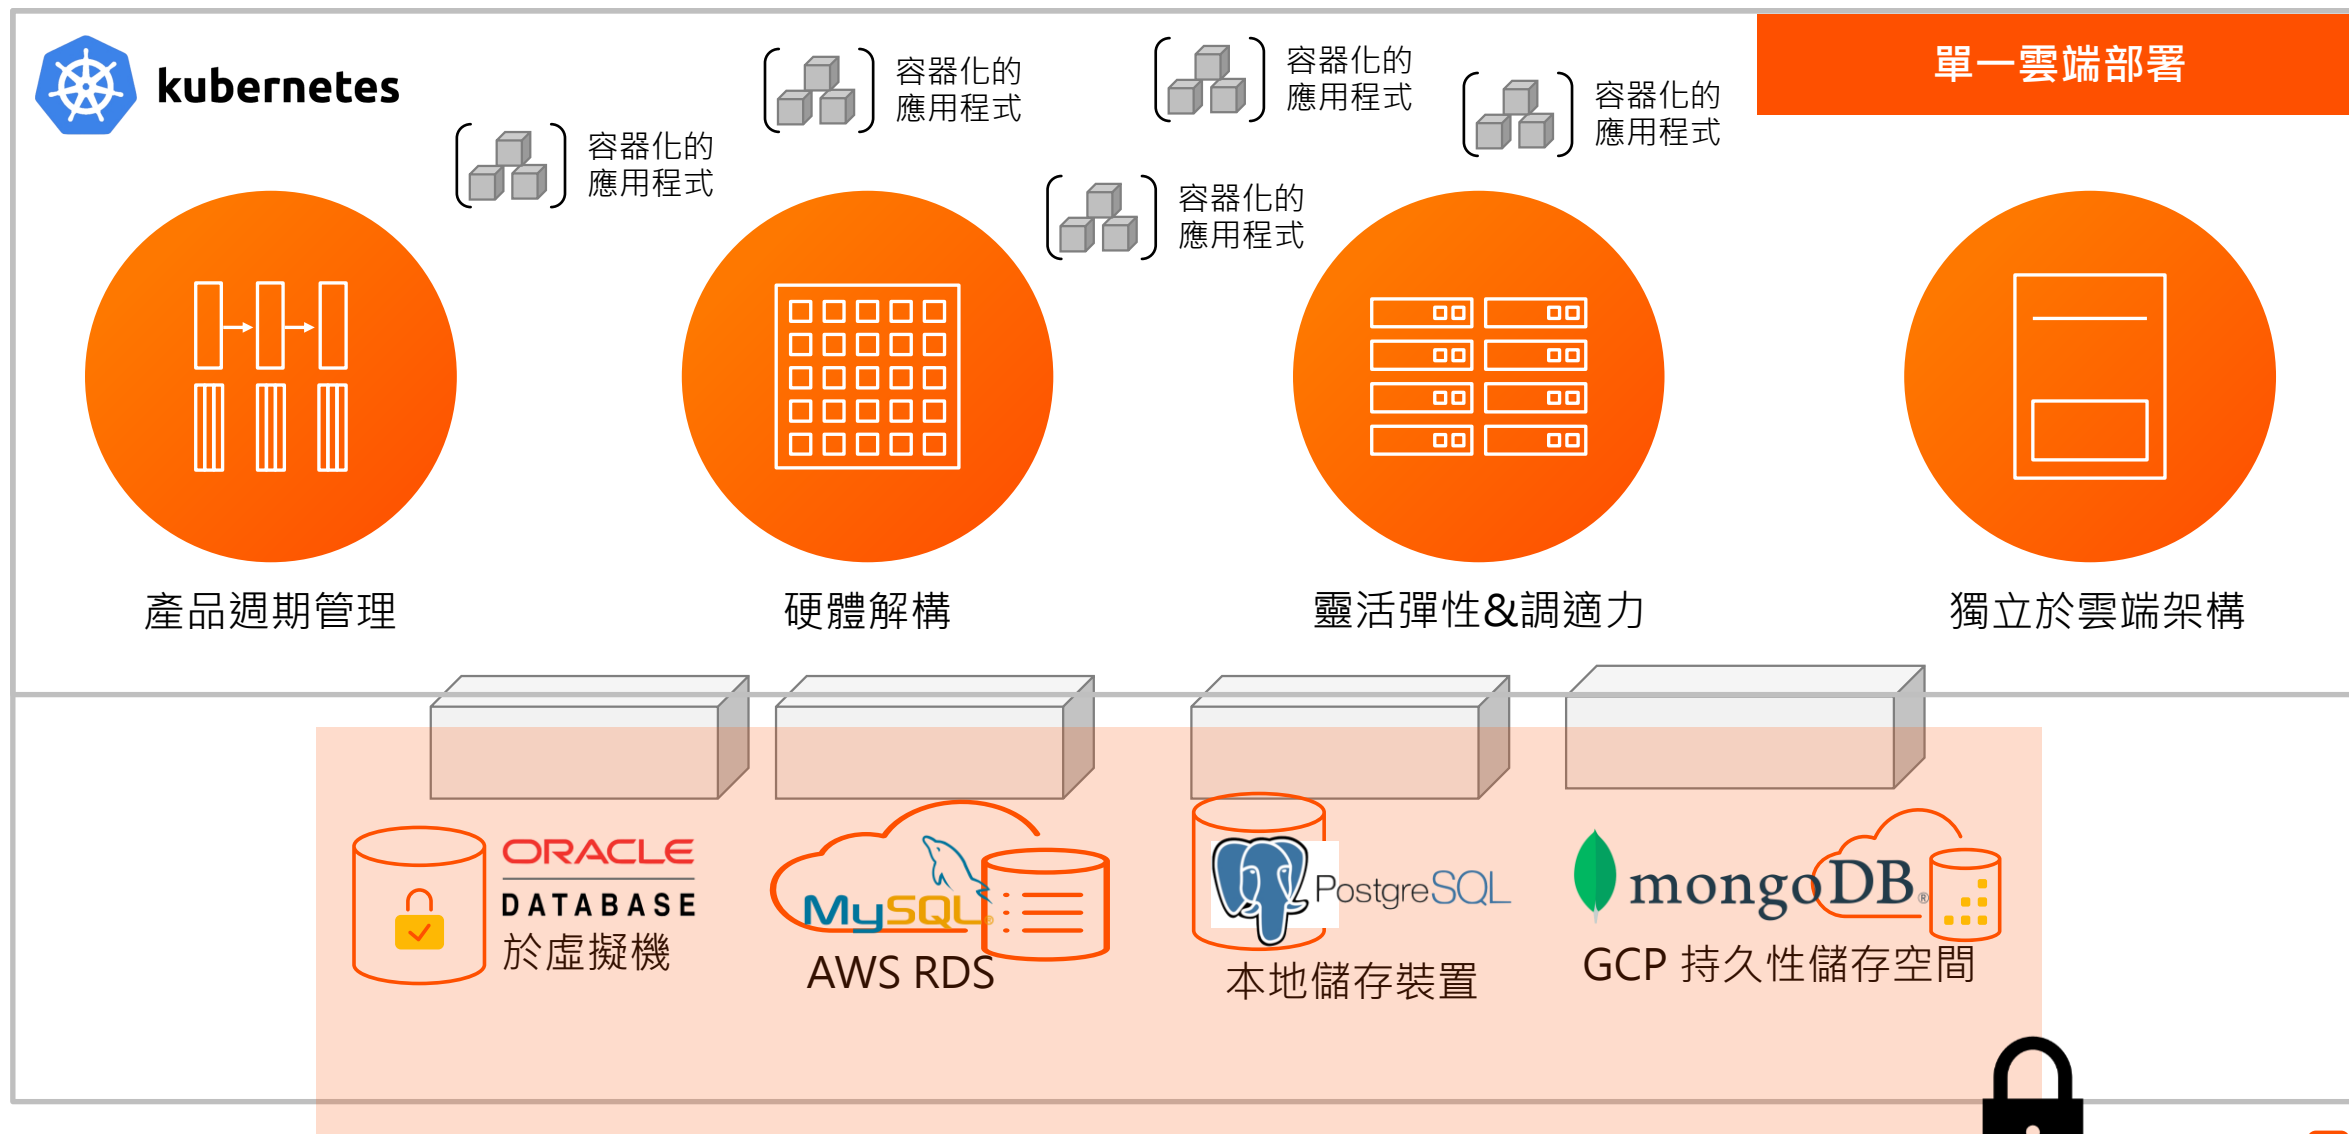 kubernetes
容器化的
應用程式
容器化的
應用程式
容器化的
應用程式
容器化的
應用程式
容器化的
應用程式
單一雲端部署
產品週期管理
硬體解構
靈活彈性&調適力
獨立於雲端架構
ORACLE
DATABASE
於虛擬機
MySQL®
AWS RDS
PostgreSQL
本地儲存裝置
mongoDB®
GCP 持久性儲存空間